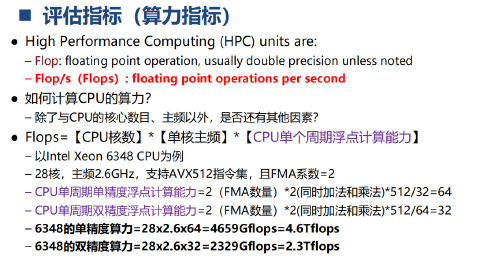 ■ 评估指标（算力指标）
● High Performance Computing (HPC) units are:
– Flop: floating point operation, usually double precision unless noted
– Flop/s（Flops）: floating point operations per second
● 如何计算CPU的算力?
– 除了与CPU的核心数目、主频以外，是否还有其他因素?
● Flops=【CPU核数】*【单核主频】*【CPU单个周期浮点计算能力】
– 以Intel Xeon 6348 CPU为例
– 28核，主频2.6GHz，支持AVX512指令集，且FMA系数=2
– CPU单周期单精度浮点计算能力=2（FMA数量）*2(同时加法和乘法)*512/32=64
– CPU单周期双精度浮点计算能力=2（FMA数量）*2(同时加法和乘法)*512/64=32
– 6348的单精度算力=28x2.6x64=4659Gflops=4.6Tflops
– 6348的双精度算力=28x2.6x32=2329Gflops=2.3Tflops